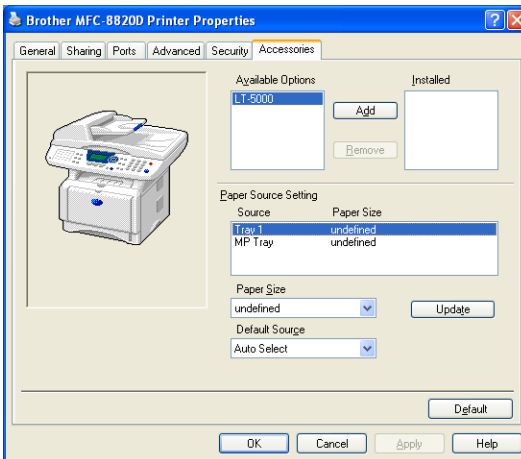 Brother MFC-8820D Printer Properties
General Sharing Ports Advanced Security Accessories
Available Options Installed
LT-5000
Add
Remove
Paper Source Setting
Source Paper Size
Tray 1 undefined
MP Tray undefined
Paper Size
undefined Update
Default Source
Auto Select
Default
OK Cancel Apply Help